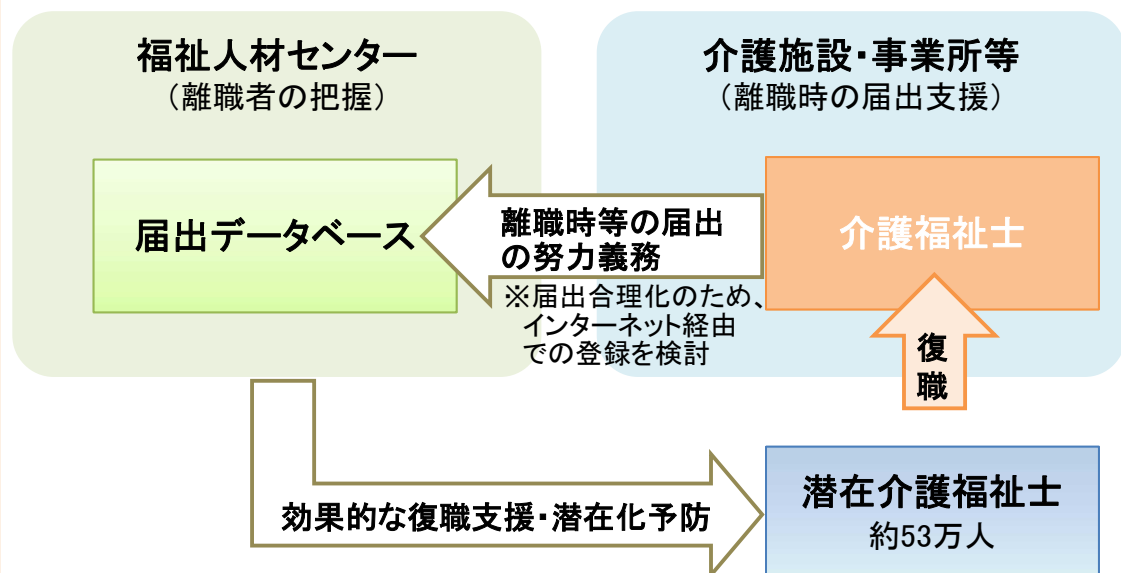 福祉人材センター
（離職者の把握）
介護施設・事業所等
（離職時の届出支援）
届出データベース
離職時等の届出
の努力義務
※届出合理化のため、
インターネット経由
での登録を検討
介護福祉士
復
職
効果的な復職支援・潜在化予防
潜在介護福祉士
約53万人